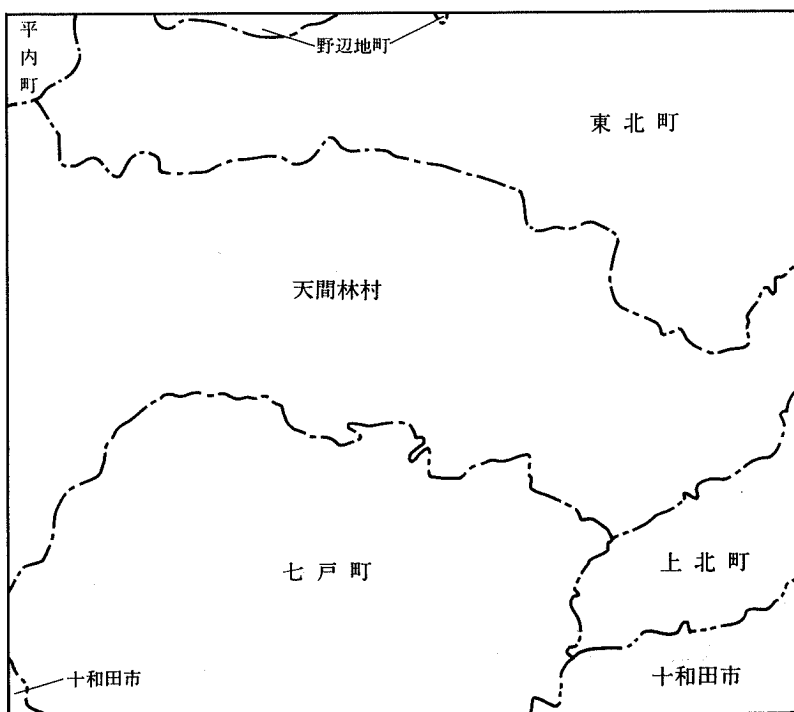 平内町
野辺地町
東北町
天間林村
七戸町
上北町
十和田市
十和田市